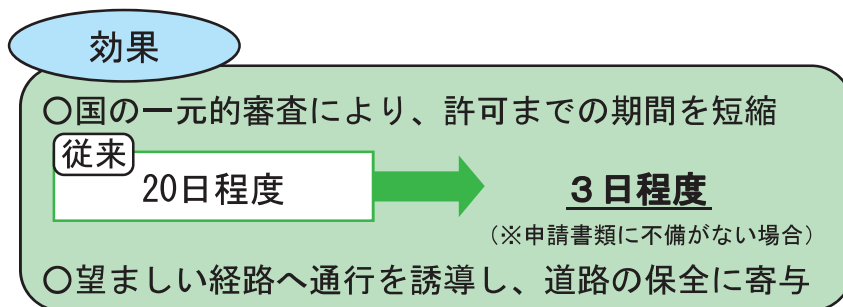 効果
○国の一元的審査により、許可までの期間を短縮
従来
20日程度
３日程度
（※申請書類に不備がない場合）
○望ましい経路へ通行を誘導し、道路の保全に寄与